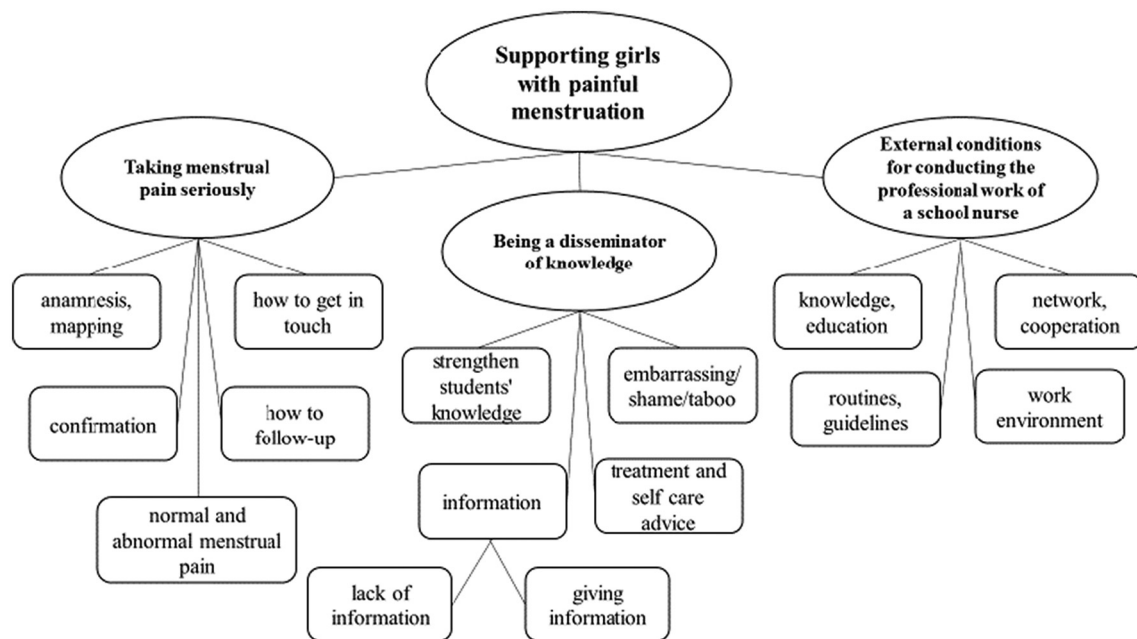 Supporting girls
with painful
menstruation
Taking menstrual
pain seriously
Being a disseminator
of knowledge
External conditions
for conducting the
professional work of
a school nurse
anamnesis,
mapping
how to get in
touch
confirmation
how to
follow-up
normal and
abnormal menstrual
pain
strengthen
students'
knowledge
embarrassing/
shame/taboo
information
treatment and
self care
advice
lack of
information
giving
information
knowledge,
education
network,
cooperation
routines,
guidelines
work
environment